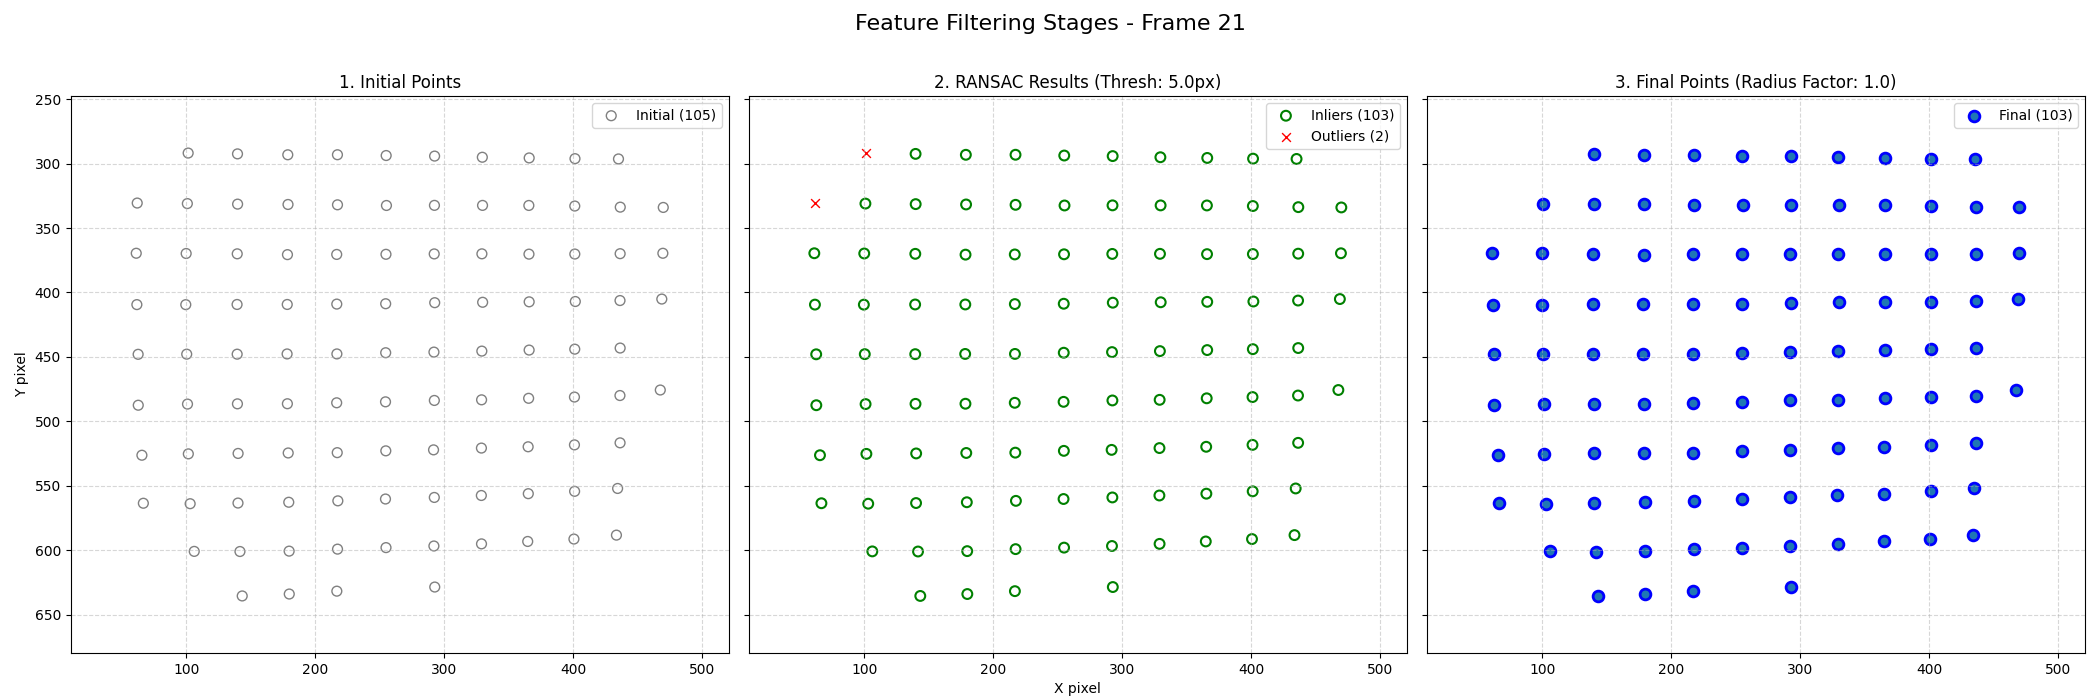 Feature Filtering Stages - Frame 21
1. Initial Points
Initial (105)
250
300
350
400
450
500
550
600
650
Y pixel
100
200
300
400
500
2. RANSAC Results (Thresh: 5.0px)
Inliers (103)
Outliers (2)
100
200
300
400
500
X pixel
3. Final Points (Radius Factor: 1.0)
Final (103)
100
200
300
400
500